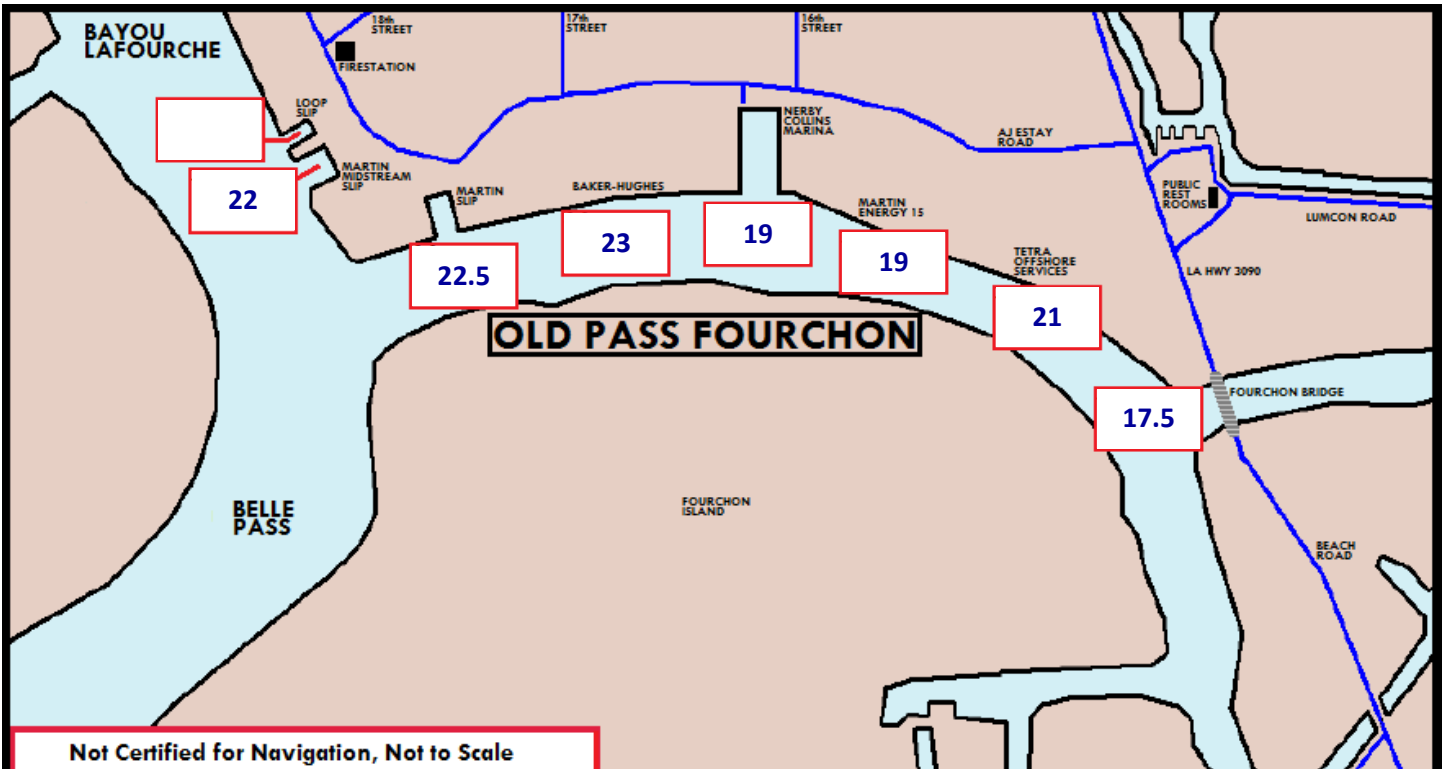 BAYOU
LAFOURCHE
18th
STREET
17th
STREET
16th
STREET
FIRESTATION
LOOP
SLIP
NERBY
COLLINS
MARINA
AJ ESTAY
ROAD
MARTIN
MIDSTREAM
SLIP
22
MARTIN
SLIP
BAKER-HUGHES
MARTIN
ENERGY 15
PUBLIC
REST
ROOMS
LUMCON ROAD
22.5
23
19
19
TETRA
OFFSHORE
SERVICES
21
LA HWY 3090
OLD PASS FOURCHON
17.5
FOURCHON BRIDGE
BELLE
PASS
FOURCHON
ISLAND
BEACH
ROAD
Not Certified for Navigation, Not to Scale